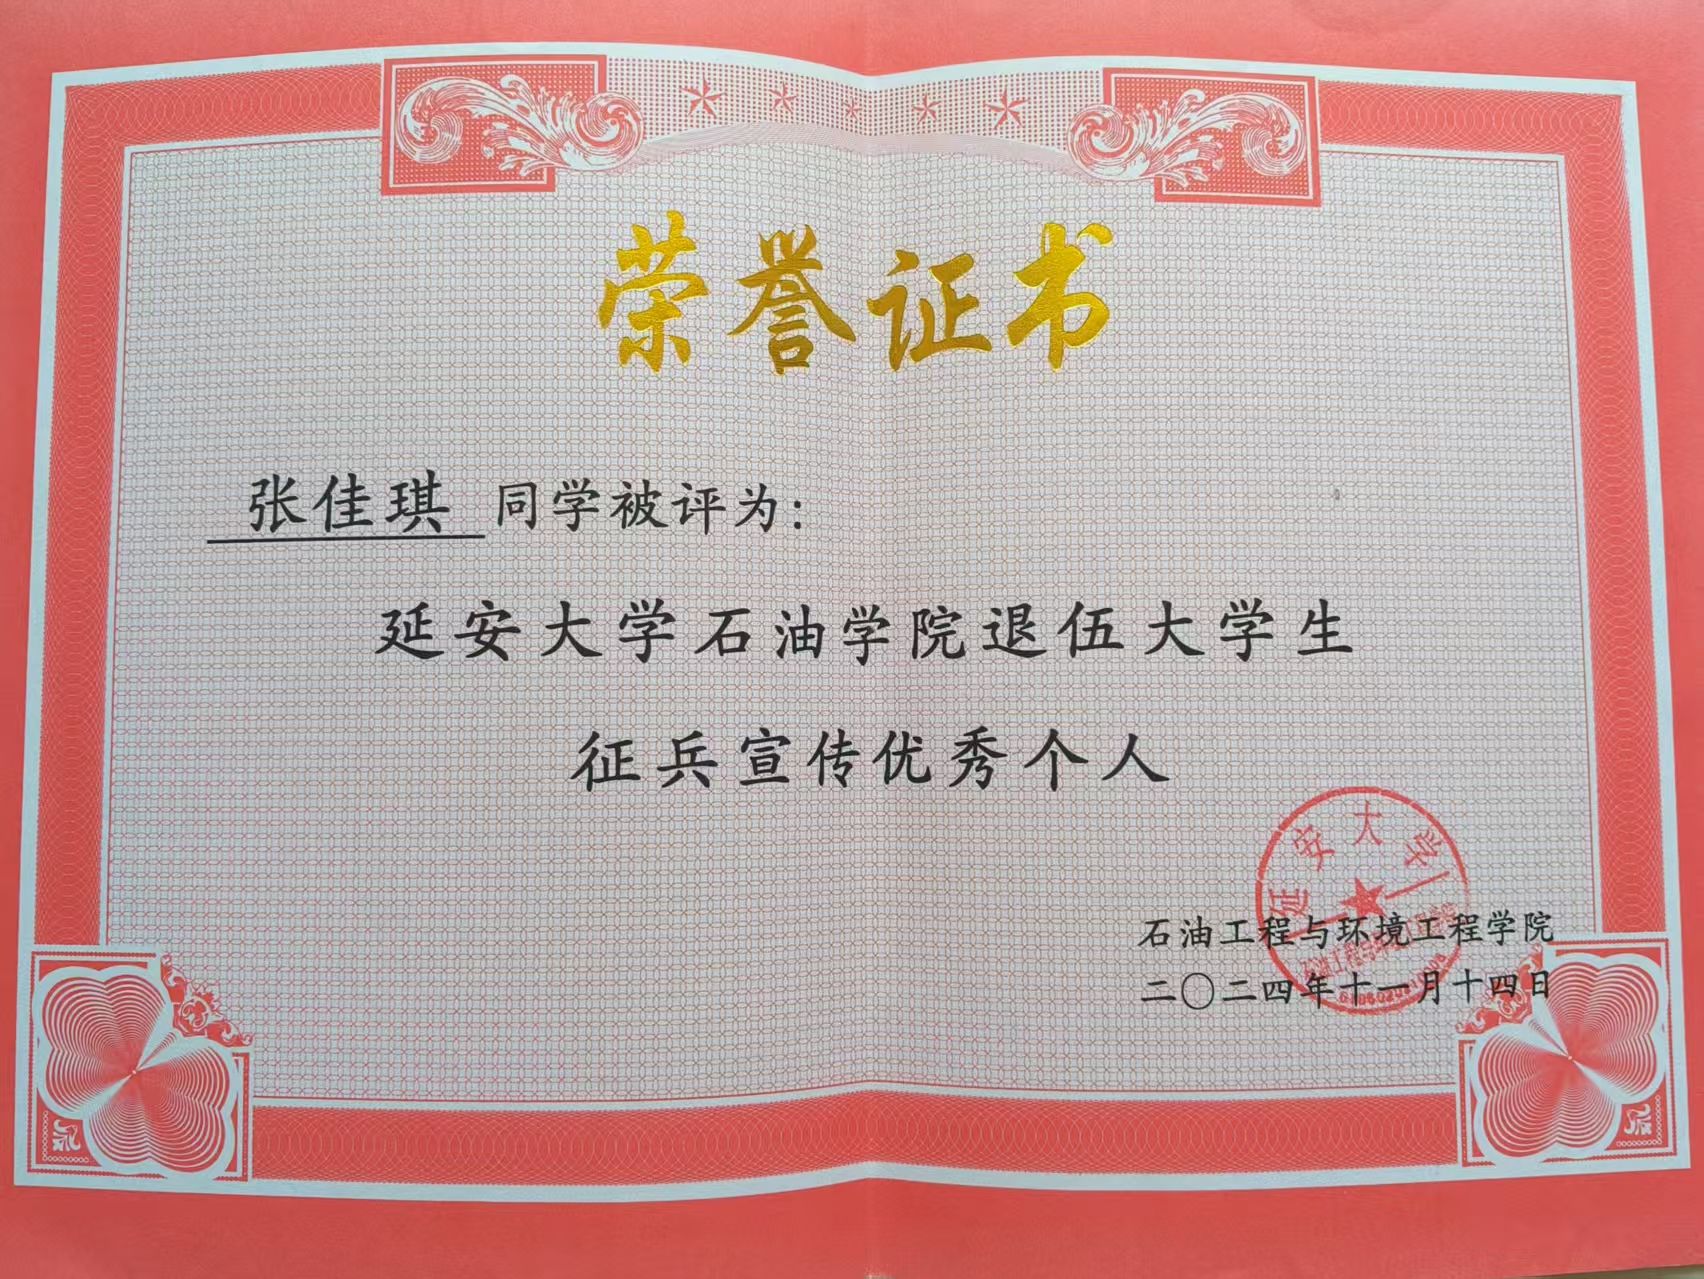 荣誉证书
张佳琪 同学被评为：
延安大学石油学院退伍大学生
征兵宣传优秀个人
延安大学
石油工程与环境工程学院
二〇二四年十一月十四日